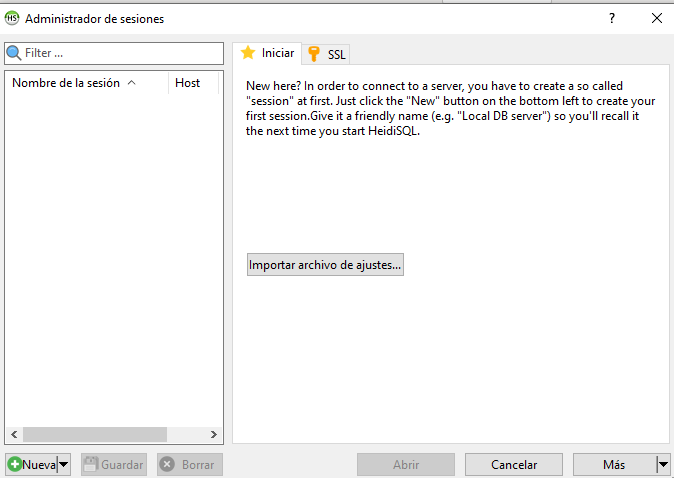 HS Administrador de sesiones ?
Filter ...
Nombre de la sesión Host
Iniciar SSL
New here? In order to connect to a server, you have to create a so called
"session" at first. Just click the "New" button on the bottom left to create your
first session.Give it a friendly name (e.g. "Local DB server") so you'll recall it
the next time you start HeidiSQL.
Importar archivo de ajustes...
Nueva Guardar Borrar Abrir Cancelar Más